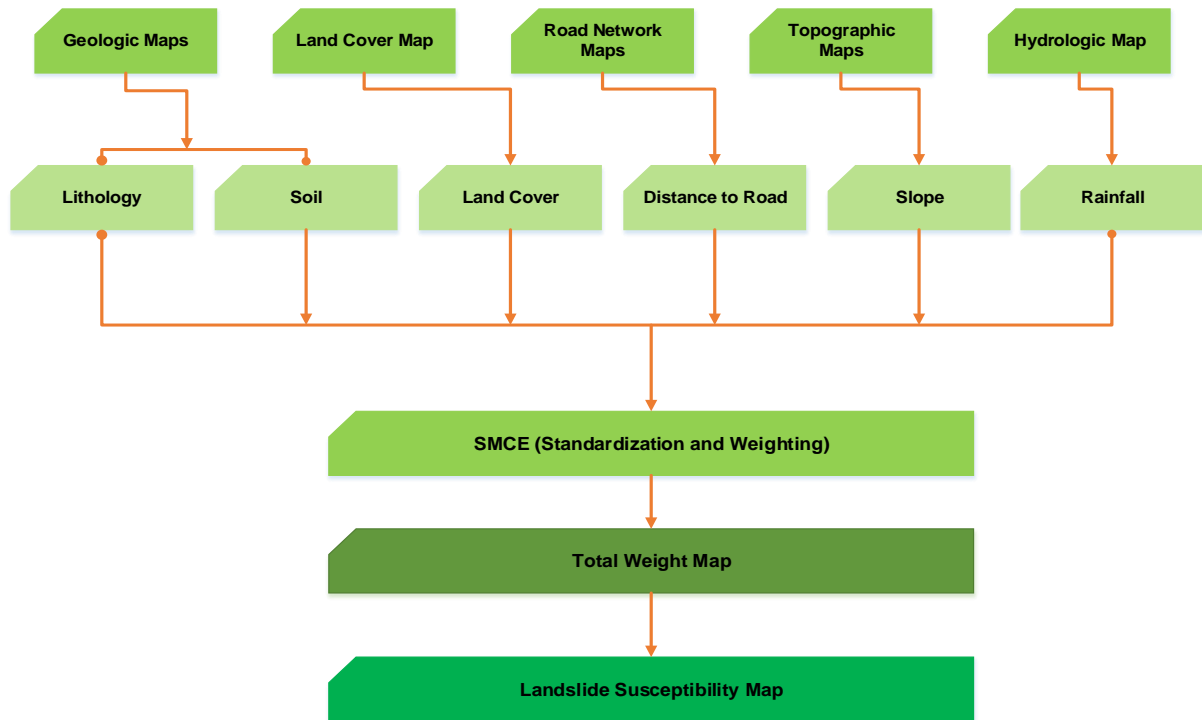 Geologic Maps
Land Cover Map
Road Network
Maps
Topographic
Maps
Hydrologic Map
Lithology
Soil
Land Cover
Distance to Road
Slope
Rainfall
SMCE (Standardization and Weighting)
Total Weight Map
Landslide Susceptibility Map